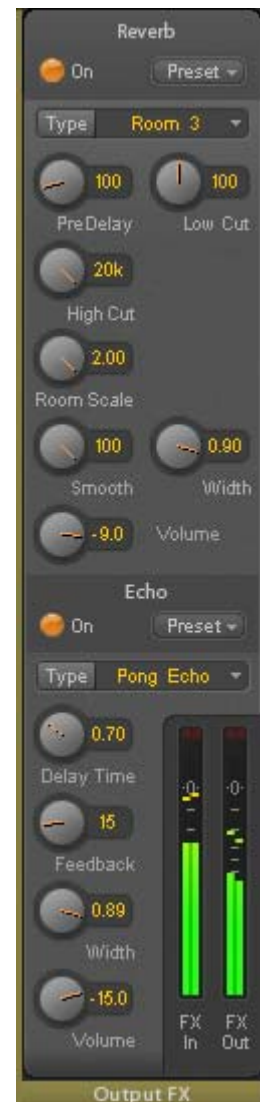 Reverb
On Preset
Type Room 3
100 100
PreDelay Low Cut
20k
High Cut
2.00
Room Scale
100 0.90
Smooth Width
-9.0 Volume
Echo
On Preset
Type Pong Echo
0.70
Delay Time
15
Feedback
0.89
Width
-15.0
Volume
-0- -0-
FX FX
In Out
Output FX